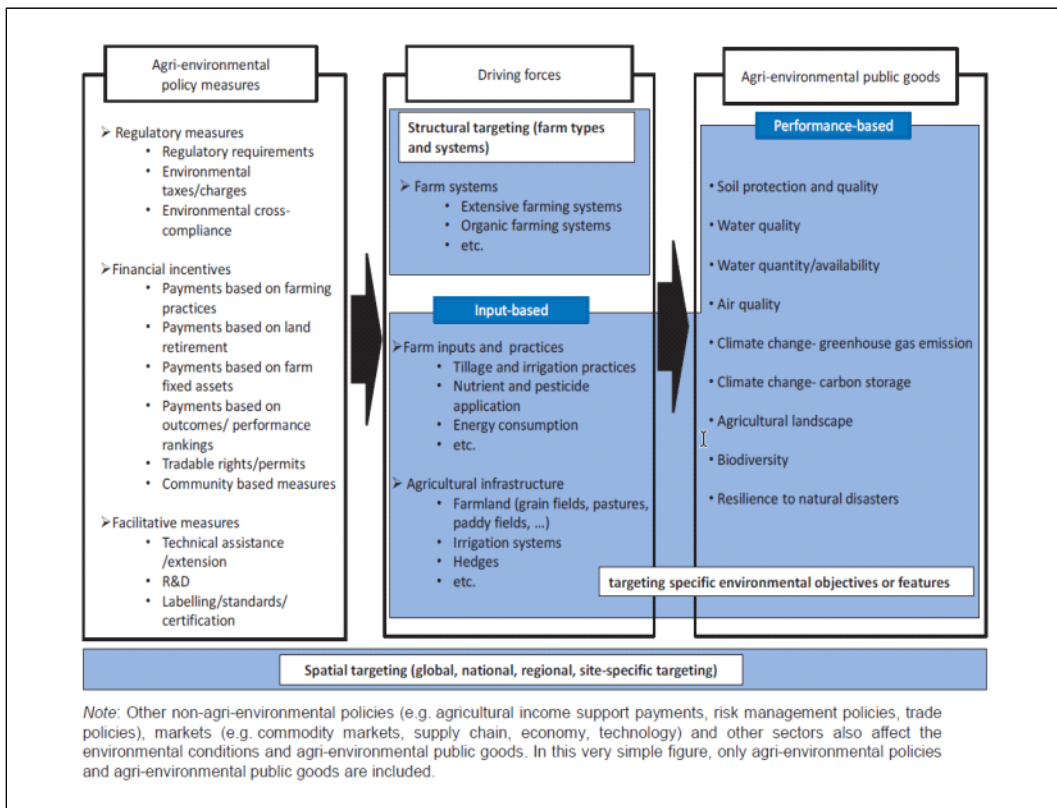 Agri-environmental
policy measures
➢ Regulatory measures
• Regulatory requirements
• Environmental
taxes/charges
• Environmental cross-
compliance
➢Financial incentives
• Payments based on farming
practices
• Payments based on land
retirement
• Payments based on farm
fixed assets
• Payments based on
outcomes/ performance
rankings
• Tradable rights/permits
• Community based measures
➢Facilitative measures
• Technical assistance
/extension
• R&D
• Labelling/standards/
certification
Driving forces
Structural targeting (farm types
and systems)
➢ Farm systems
• Extensive farming systems
• Organic farming systems
• etc.
Input-based
➢Farm inputs and practices
• Tillage and irrigation practices
• Nutrient and pesticide
application
• Energy consumption
• etc.
➢ Agricultural infrastructure
• Farmland (grain fields, pastures,
paddy fields, ...)
• Irrigation systems
• Hedges
• etc.
Agri-environmental public goods
Performance-based
• Soil protection and quality
• Water quality
• Water quantity/availability
• Air quality
• Climate change- greenhouse gas emission
• Climate change- carbon storage
• Agricultural landscape
• Biodiversity
• Resilience to natural disasters
targeting specific environmental objectives or features
Spatial targeting (global, national, regional, site-specific targeting)
Note: Other non-agri-environmental policies (e.g. agricultural income support payments, risk management policies, trade
policies), markets (e.g. commodity markets, supply chain, economy, technology) and other sectors also affect the
environmental conditions and agri-environmental public goods. In this very simple figure, only agri-environmental policies
and agri-environmental public goods are included.